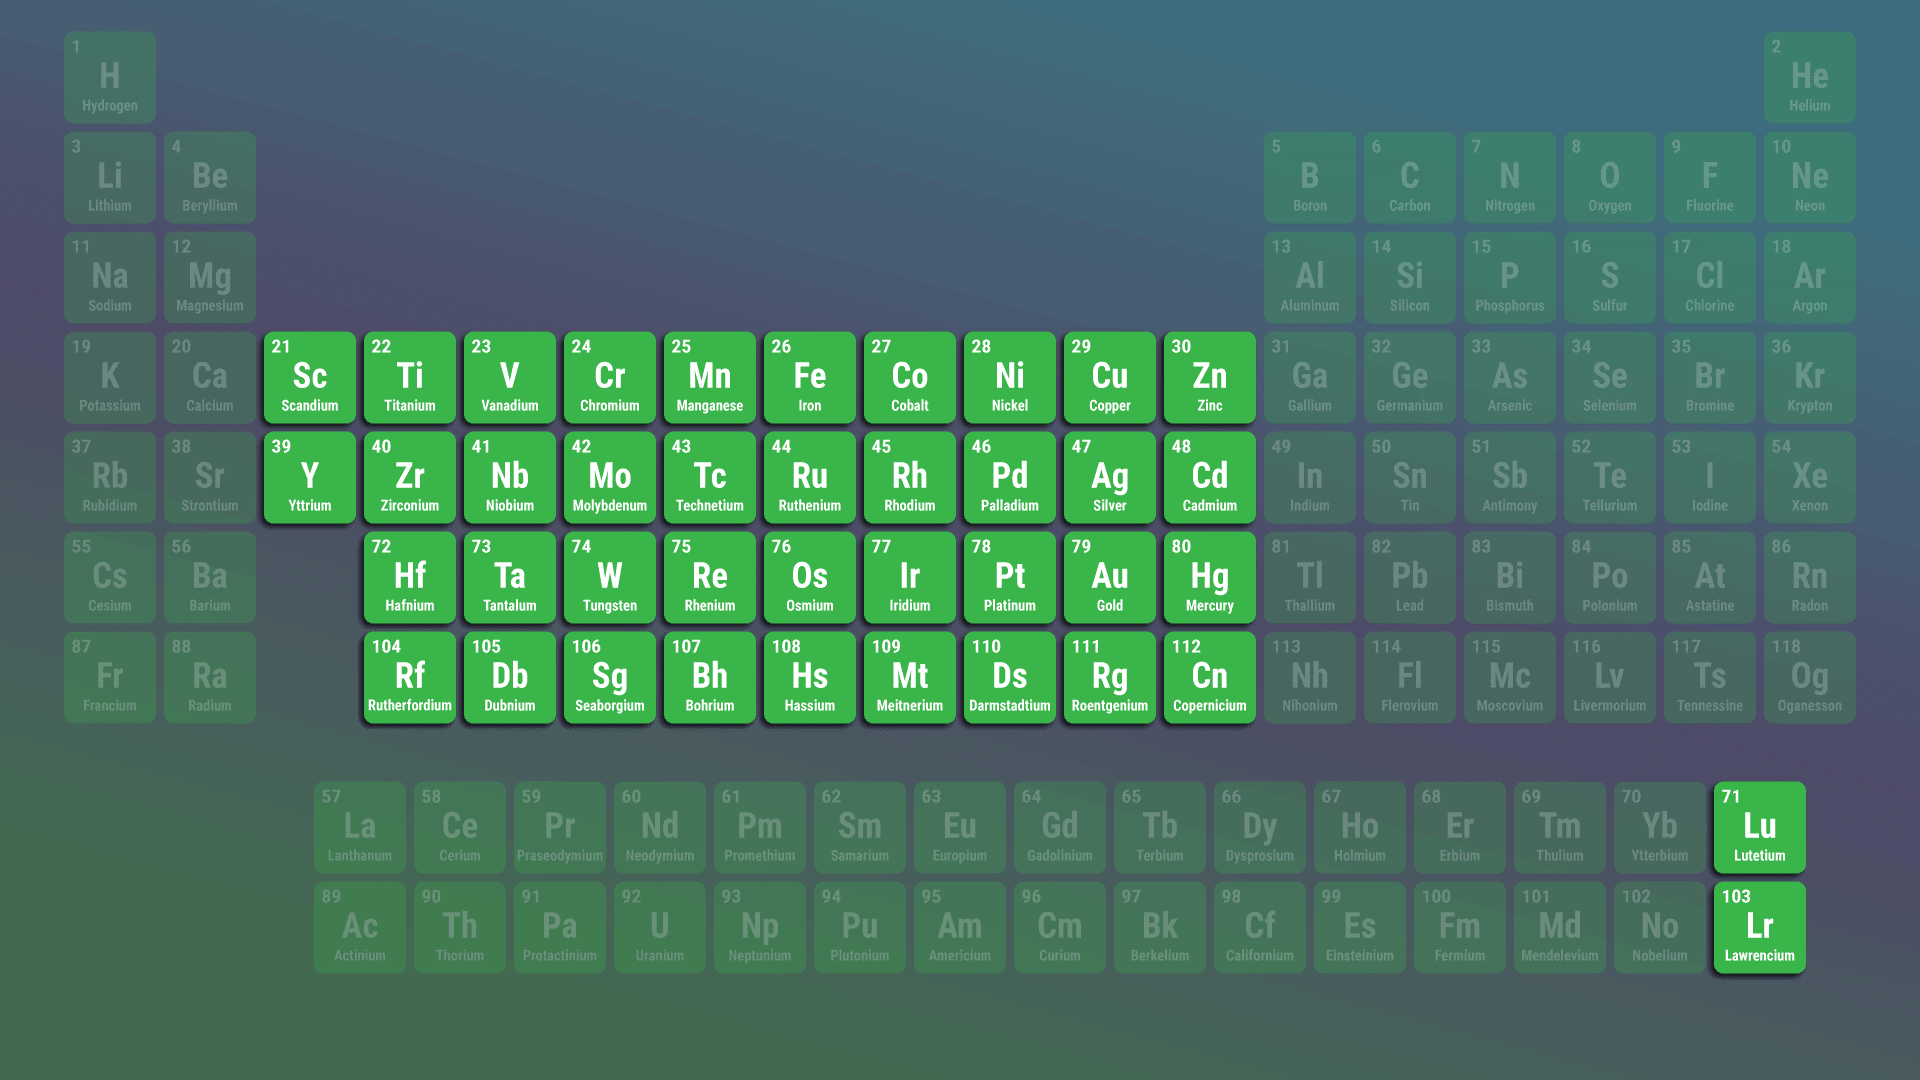 1 2
H He
Hydrogen Helium
3 4 5 6 7 8 9 10
Li Be B C N O F Ne
Lithium Beryllium Boron Carbon Nitrogen Oxygen Fluorine Neon
11 12 13 14 15 16 17 18
Na Mg Al Si P S Cl Ar
Sodium Magnesium Aluminum Silicon Phosphorus Sulfur Chlorine Argon
19 20 21 22 23 24 25 26 27 28 29 30 31 32 33 34 35 36
K Ca Sc Ti V Cr Mn Fe Co Ni Cu Zn Ga Ge As Se Br Kr
Potassium Calcium Scandium Titanium Vanadium Chromium Manganese Iron Cobalt Nickel Copper Zinc Gallium Germanium Arsenic Selenium Bromine Krypton
37 38 39 40 41 42 43 44 45 46 47 48 49 50 51 52 53 54
Rb Sr Y Zr Nb Mo Tc Ru Rh Pd Ag Cd In Sn Sb Te I Xe
Rubidium Strontium Yttrium Zirconium Niobium Molybdenum Technetium Ruthenium Rhodium Palladium Silver Cadmium Indium Tin Antimony Tellurium Iodine Xenon
55 56 72 73 74 75 76 77 78 79 80 81 82 83 84 85 86
Cs Ba Hf Ta W Re Os Ir Pt Au Hg Tl Pb Bi Po At Rn
Cesium Barium Hafnium Tantalum Tungsten Rhenium Osmium Iridium Platinum Gold Mercury Thallium Lead Bismuth Polonium Astatine Radon
87 88 104 105 106 107 108 109 110 111 112 113 114 115 116 117 118
Fr Ra Rf Db Sg Bh Hs Mt Ds Rg Cn Nh Fl Mc Lv Ts Og
Francium Radium Rutherfordium Dubnium Seaborgium Bohrium Hassium Meitnerium Darmstadtium Roentgenium Copernicium Nihonium Flerovium Moscovium Livermorium Tennessine Oganesson
57 58 59 60 61 62 63 64 65 66 67 68 69 70 71
La Ce Pr Nd Pm Sm Eu Gd Tb Dy Ho Er Tm Yb Lu
Lanthanum Cerium Praseodymium Neodymium Promethium Samarium Europium Gadolinium Terbium Dysprosium Holmium Erbium Thulium Ytterbium Lutetium
89 90 91 92 93 94 95 96 97 98 99 100 101 102 103
Ac Th Pa U Np Pu Am Cm Bk Cf Es Fm Md No Lr
Actinium Thorium Protactinium Uranium Neptunium Plutonium Americium Curium Berkelium Californium Einsteinium Fermium Mendelevium Nobelium Lawrencium